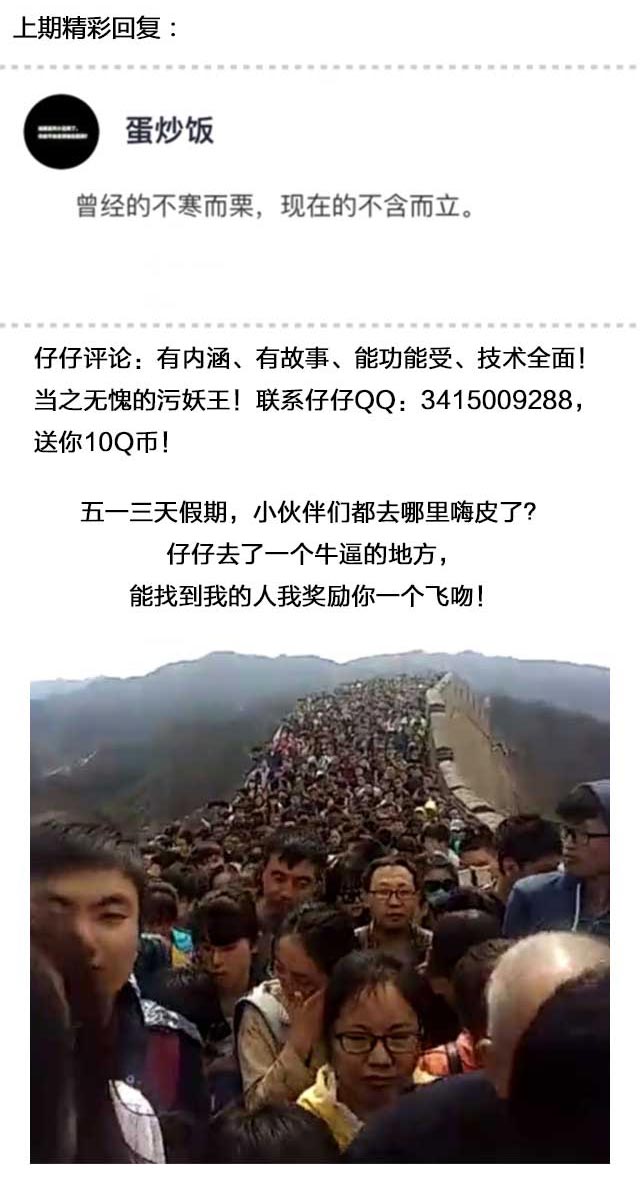 上期精彩回复：
蛋炒饭
曾经的不寒而栗，现在的不含而立。
仔仔评论：有内涵、有故事、能功能受、技术全面！
当之无愧的污妖王！联系仔仔QQ：3415009288，
送你10Q币！
五一三天假期，小伙伴们都去哪里嗨皮了？
仔仔去了一个牛逼的地方，
能找到我的人我奖励你一个飞吻！